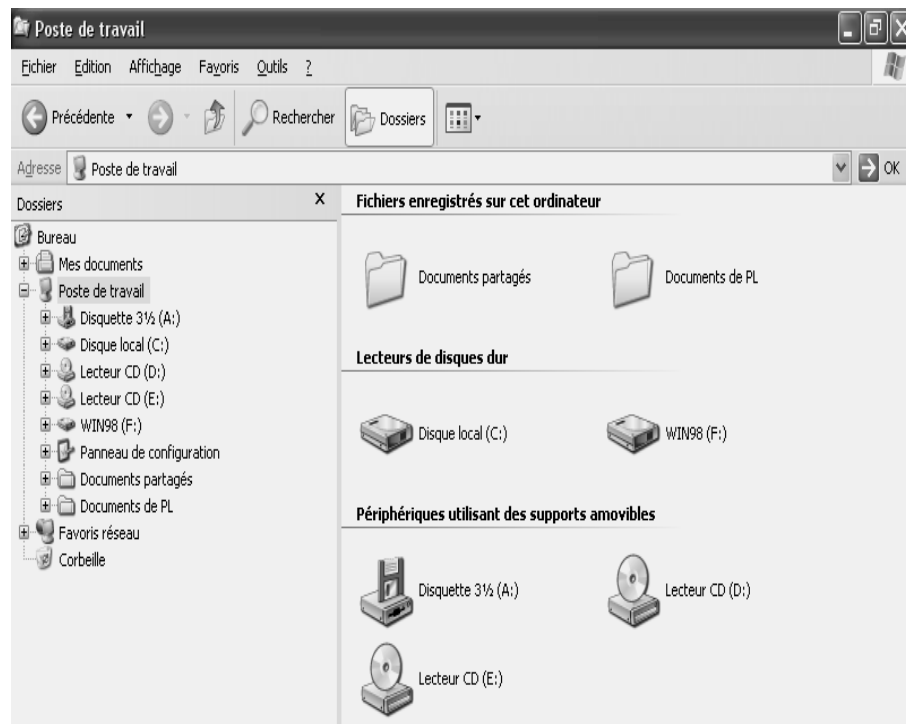 Poste de travail
Fichier Edition Affichage Favoris Outils ?
Précédente Rechercher Dossiers
Adresse Poste de travail OK
Dossiers X
Bureau
Mes documents
Poste de travail
Disquette 3½ (A:)
Disque local (C:)
Lecteur CD (D:)
Lecteur CD (E:)
WIN98 (F:)
Panneau de configuration
Documents partagés
Documents de PL
Favoris réseau
Corbeille
Fichiers enregistrés sur cet ordinateur
Documents partagés Documents de PL
Lecteurs de disques dur
Disque local (C:) WIN98 (F:)
Périphériques utilisant des supports amovibles
Disquette 3½ (A:) Lecteur CD (D:)
Lecteur CD (E:)